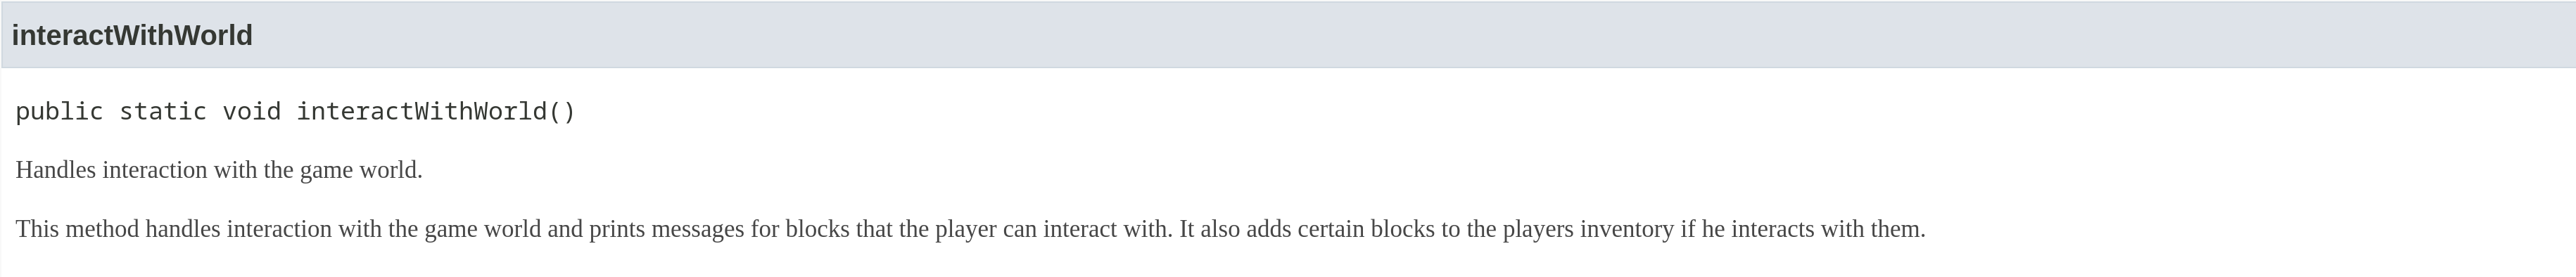 interactWithWorld
public static void interactWithWorld()
Handles interaction with the game world.
This method handles interaction with the game world and prints messages for blocks that the player can interact with. It also adds certain blocks to the players inventory if he interacts with them.